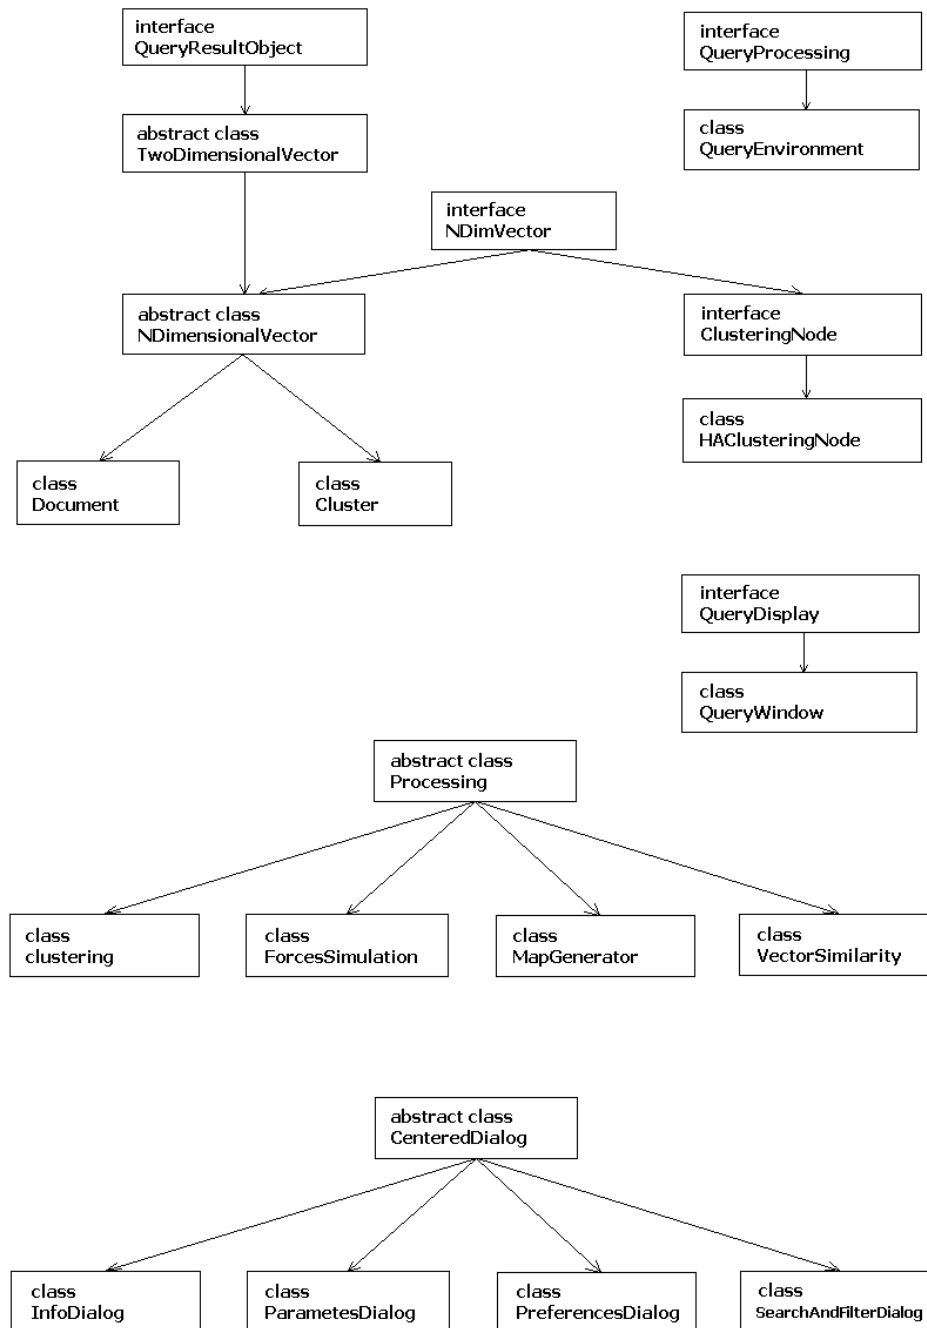 interface
QueryResultObject
interface
QueryProcessing
abstract class
TwoDimensionalVector
class
QueryEnvironment
interface
NDimVector
abstract class
NDimensionalVector
interface
ClusteringNode
class
HAClusteringNode
class
Document
class
Cluster
interface
QueryDisplay
class
QueryWindow
abstract class
Processing
class
clustering
class
ForcesSimulation
class
MapGenerator
class
VectorSimilarity
abstract class
CenteredDialog
class
InfoDialog
class
ParametesDialog
class
PreferencesDialog
class
SearchAndFilterDialog